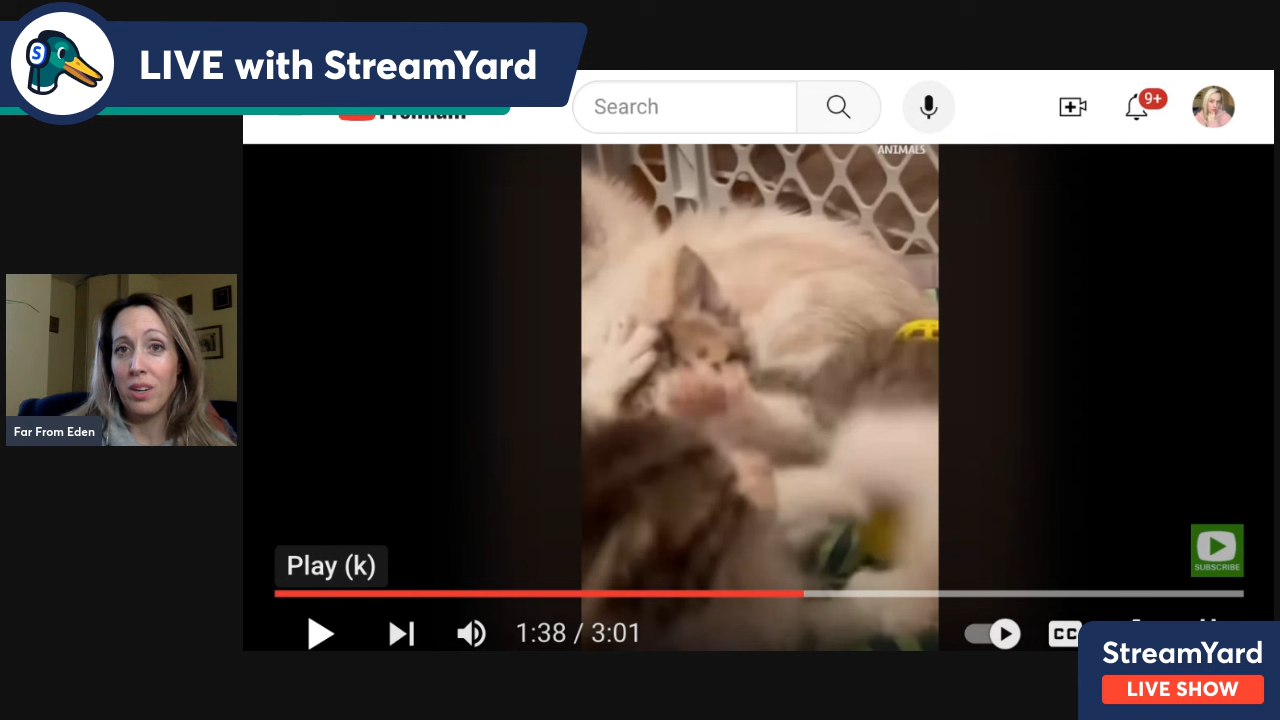 S
LIVE with StreamYard
Premium
Search
9+
ANIMALS
Far From Eden
SUBSCRIBE
Play (k)
1:38 / 3:01
CC
StreamYard
LIVE SHOW